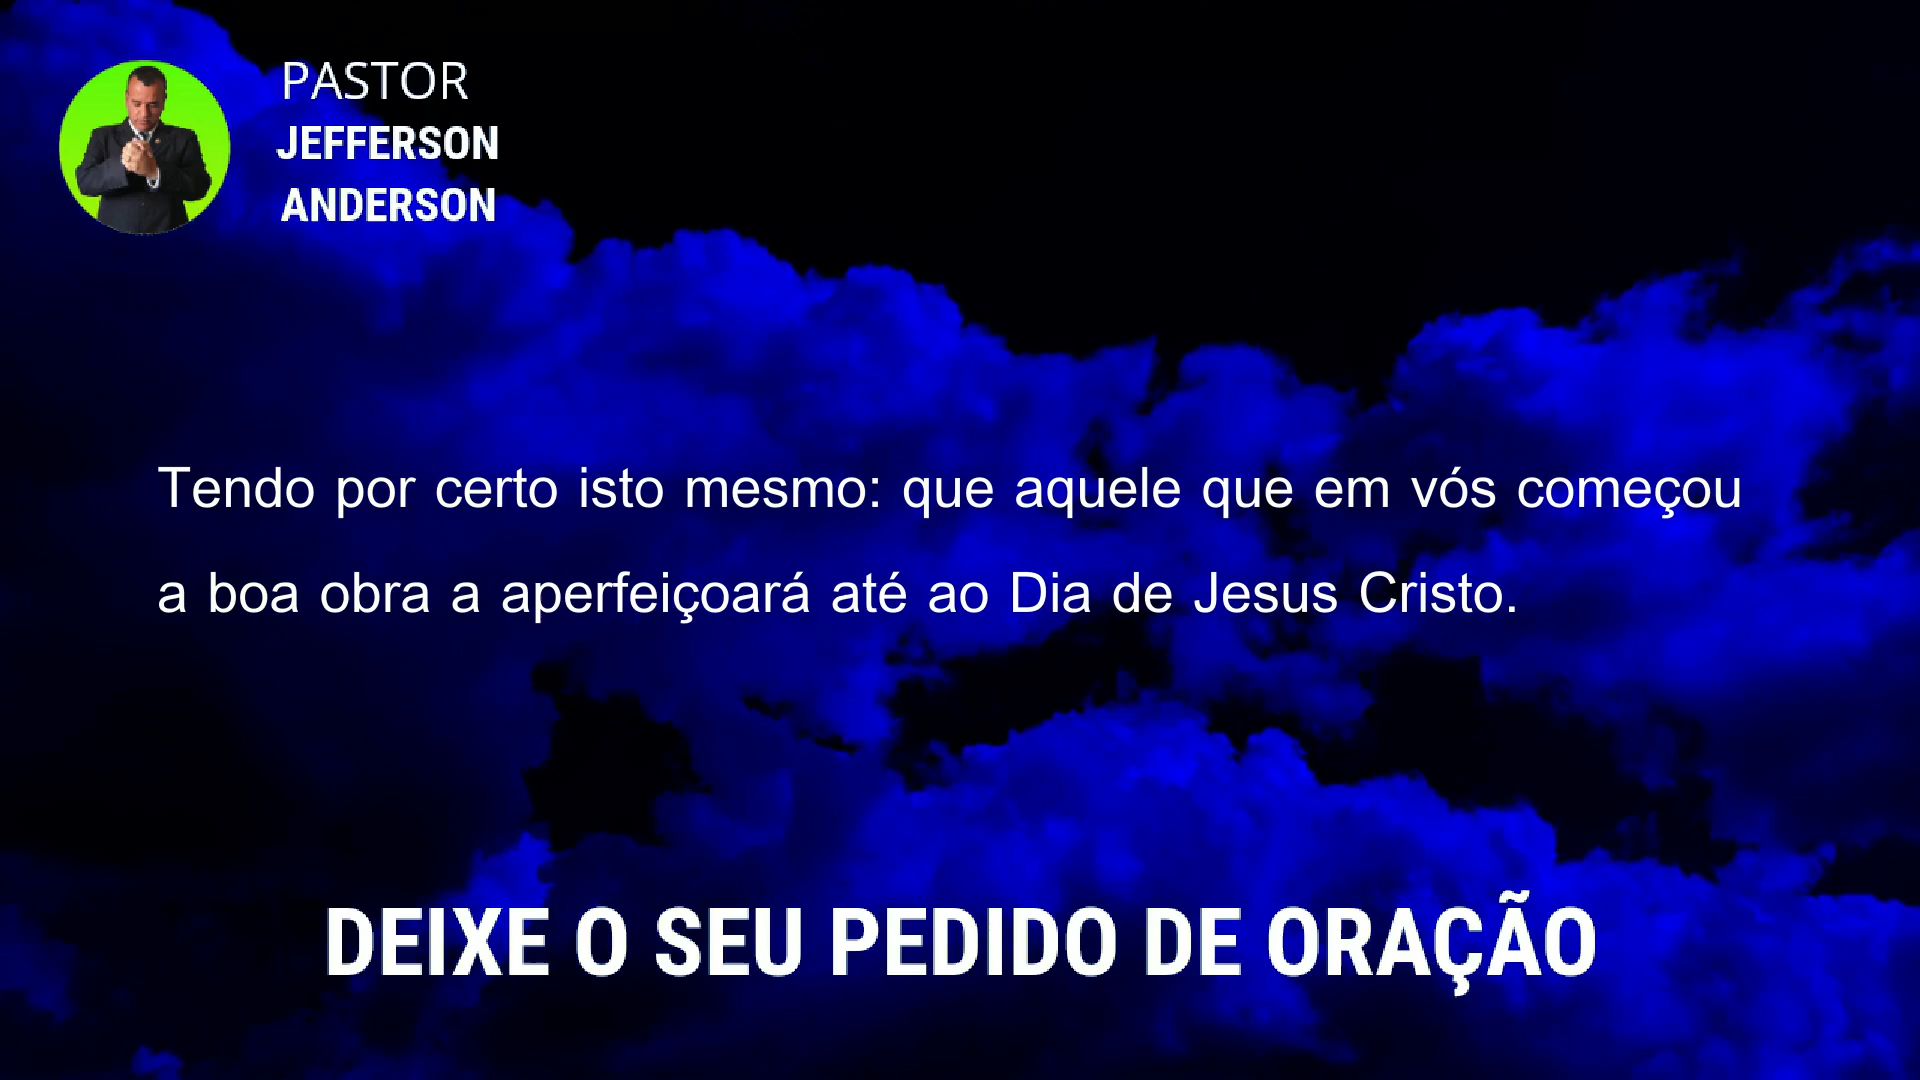 PASTOR
JEFFERSON
ANDERSON
Tendo por certo isto mesmo: que aquele que em vós começou
a boa obra a aperfeiçoará até ao Dia de Jesus Cristo.
DEIXE O SEU PEDIDO DE ORAÇÃO